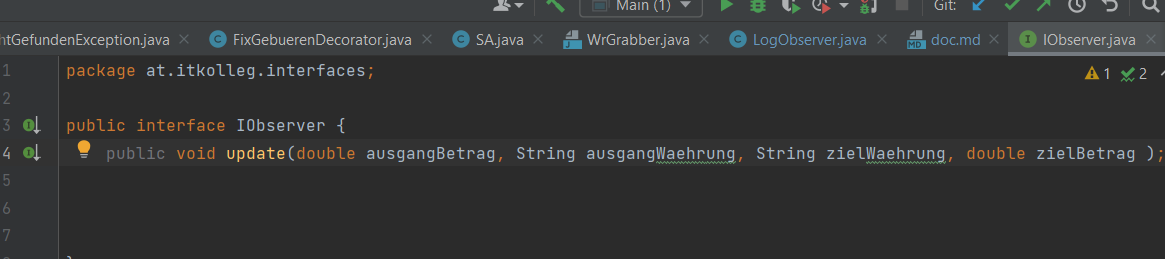 Main (1) Git:
htGefundenException.java FixGebuerenDecorator.java SA.java WrGrabber.java LogObserver.java doc.md IObserver.java
1 package at.itkolleg.interfaces; 1 2
2
3 public interface IObserver {
4 public void update(double ausgangBetrag, String ausgangWaehrung, String zielWaehrung, double zielBetrag );
5
6
7